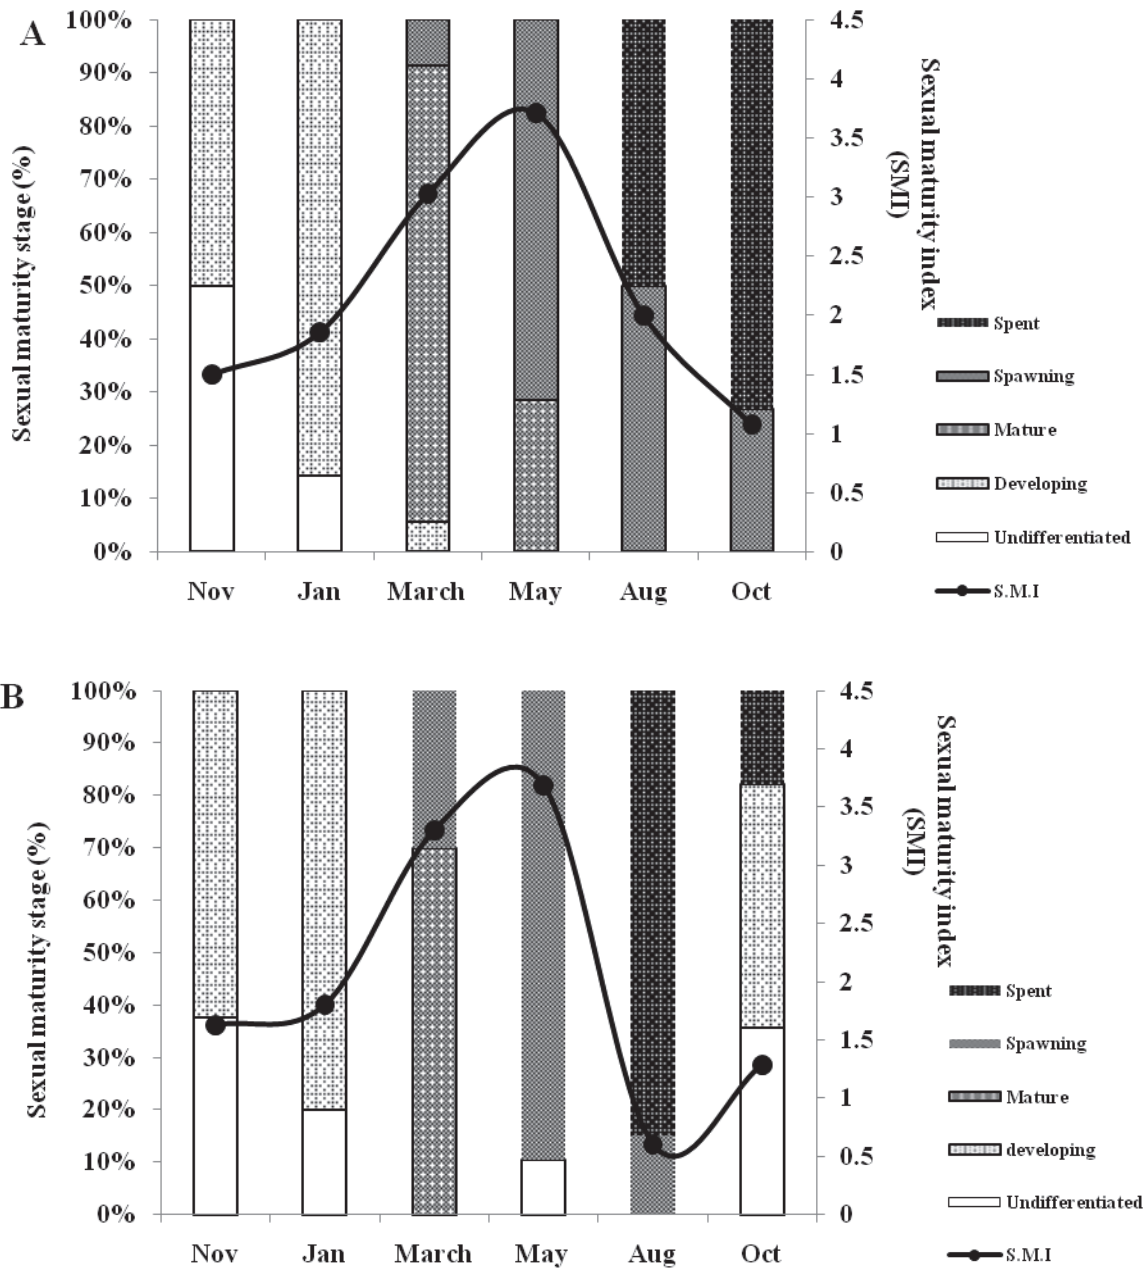 A
Sexual maturity stage (%)
100%
90%
80%
70%
60%
50%
40%
30%
20%
10%
0%
4.5
4
3.5
3
2.5
2
1.5
1
0.5
0
Sexual maturity index
(SMI)
Nov Jan March May Aug Oct
Spent
Spawning
Mature
Developing
Undifferentiated
S.M.I
B
Sexual maturity stage (%)
100%
90%
80%
70%
60%
50%
40%
30%
20%
10%
0%
4.5
4
3.5
3
2.5
2
1.5
1
0.5
0
Sexual maturity index
(SMI)
Nov Jan March May Aug Oct
Spent
Spawning
Mature
developing
Undifferentiated
S.M.I